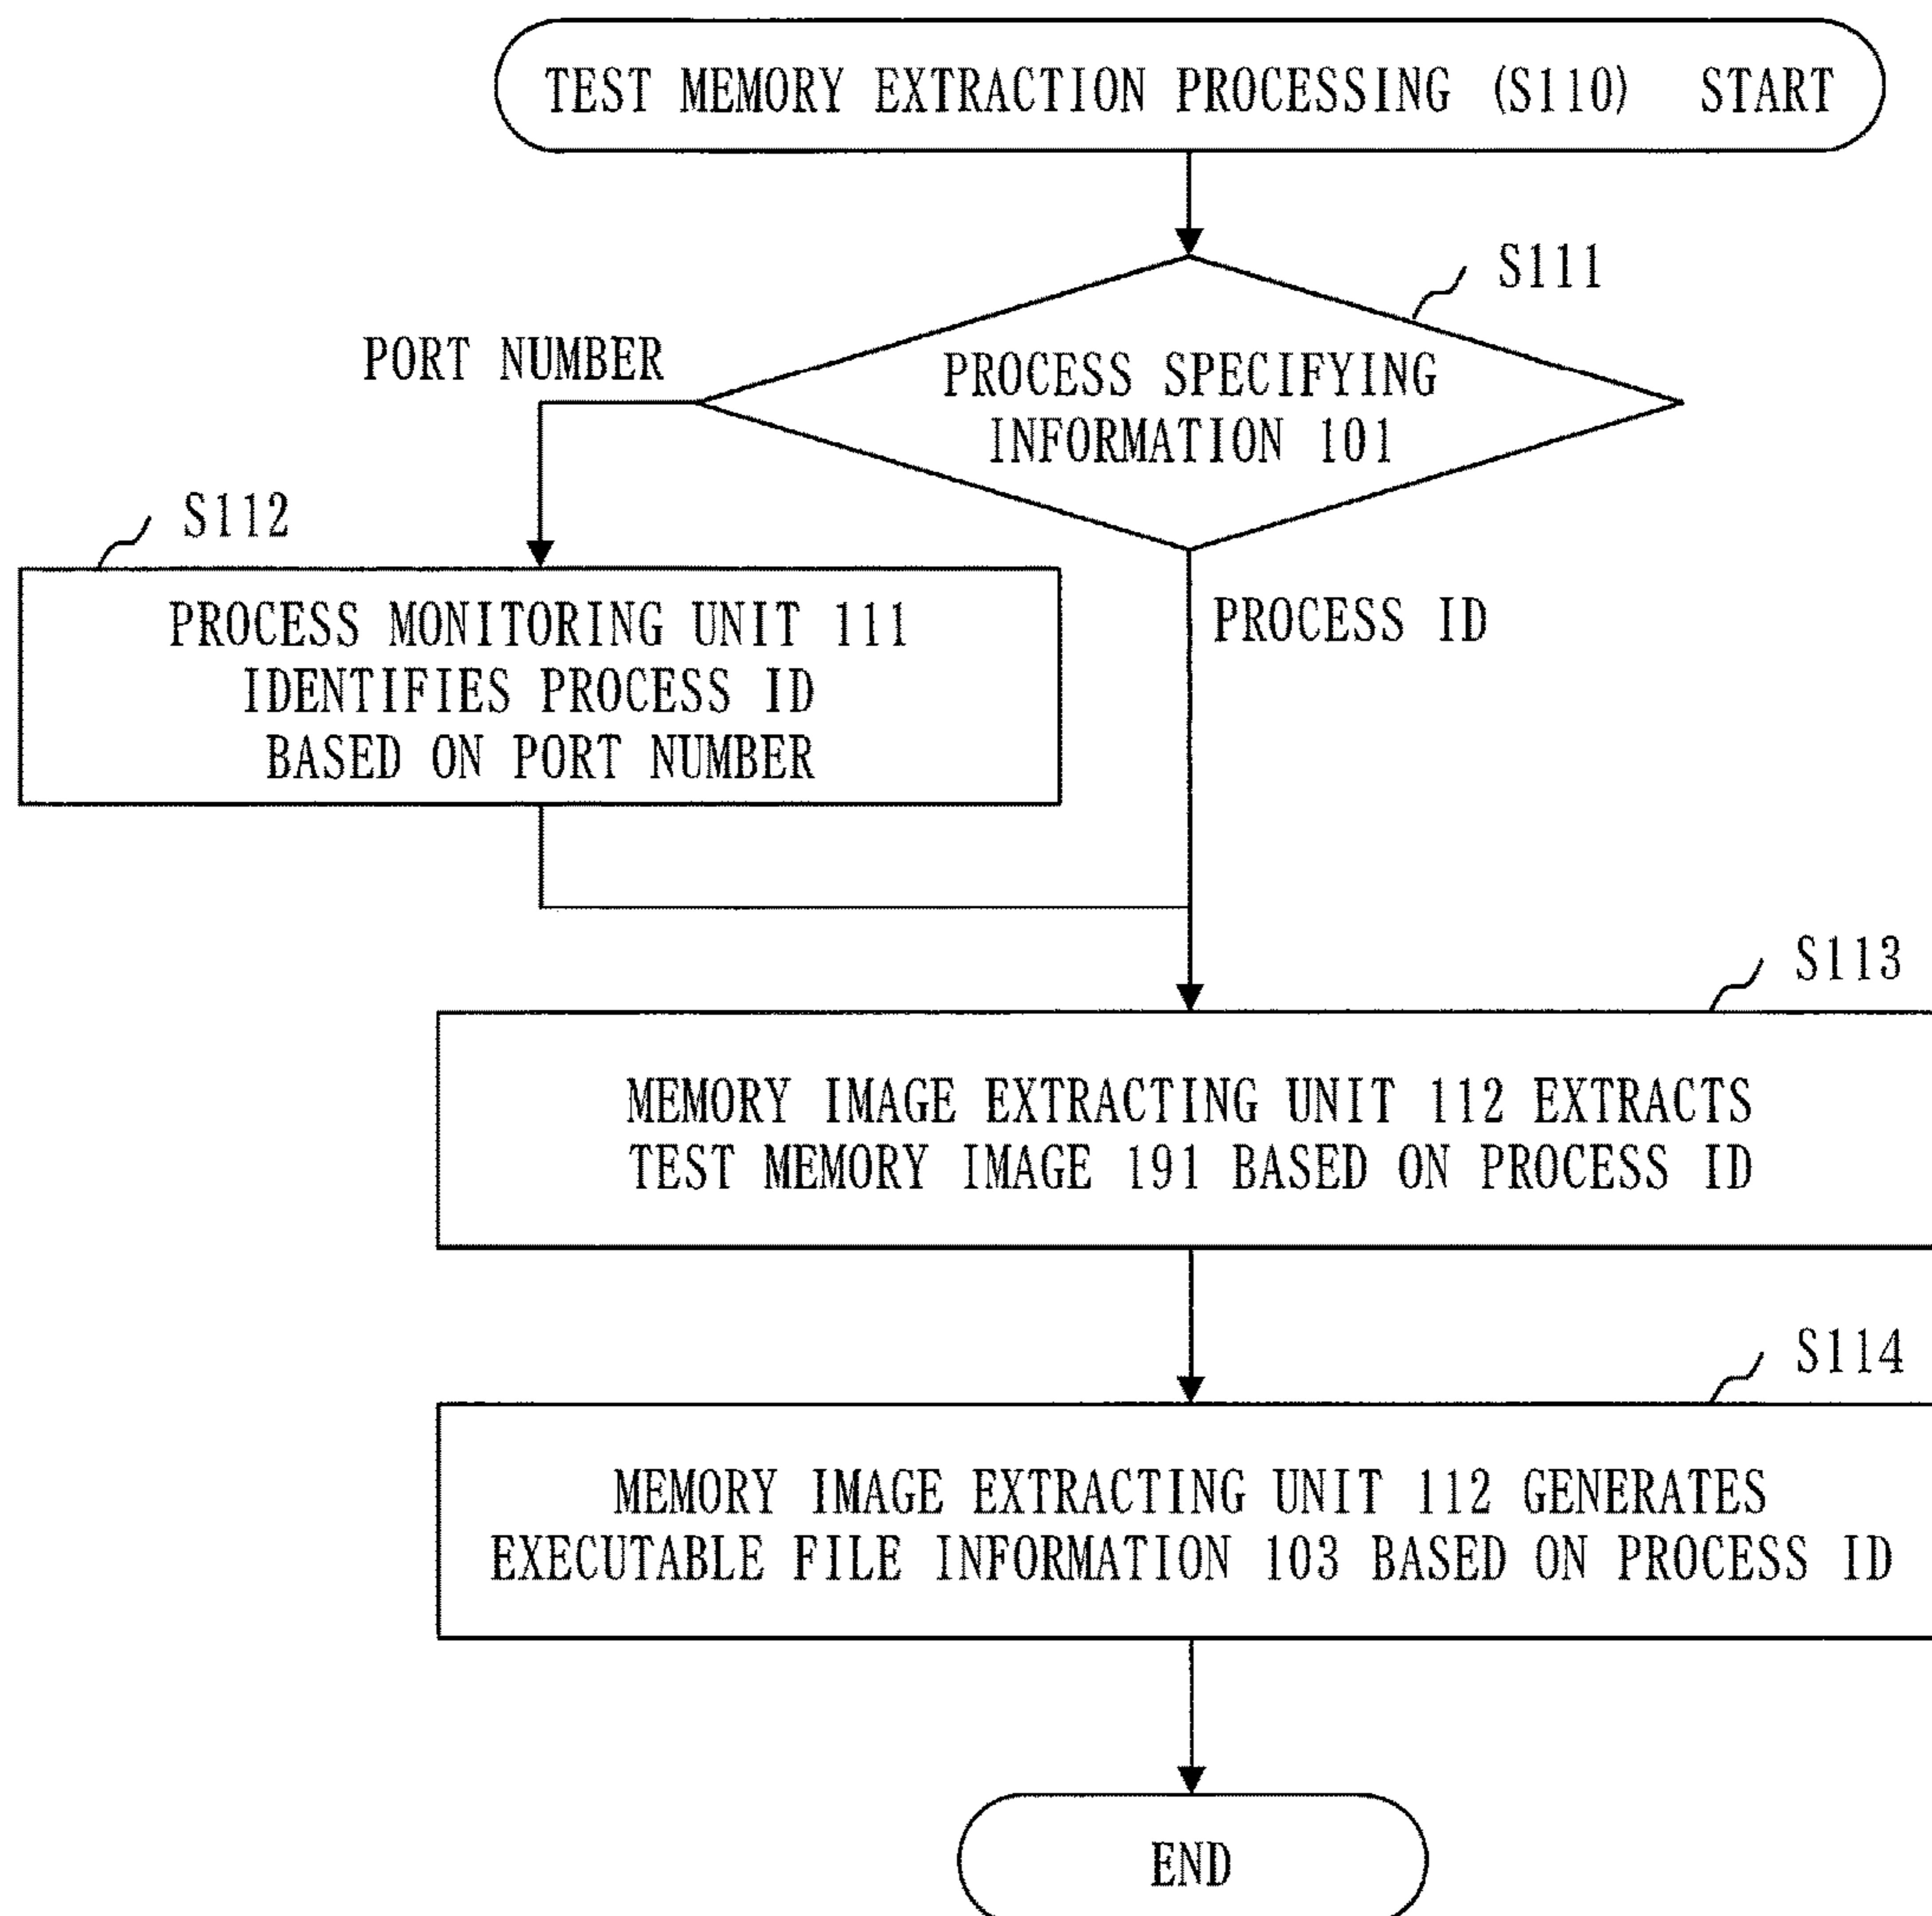 TEST MEMORY EXTRACTION PROCESSING (S110) START
S111
PORT NUMBER
PROCESS SPECIFYING
INFORMATION 101
S112
PROCESS MONITORING UNIT 111
IDENTIFIES PROCESS ID
BASED ON PORT NUMBER
PROCESS ID
S113
MEMORY IMAGE EXTRACTING UNIT 112 EXTRACTS
TEST MEMORY IMAGE 191 BASED ON PROCESS ID
S114
MEMORY IMAGE EXTRACTING UNIT 112 GENERATES
EXECUTABLE FILE INFORMATION 103 BASED ON PROCESS ID
END